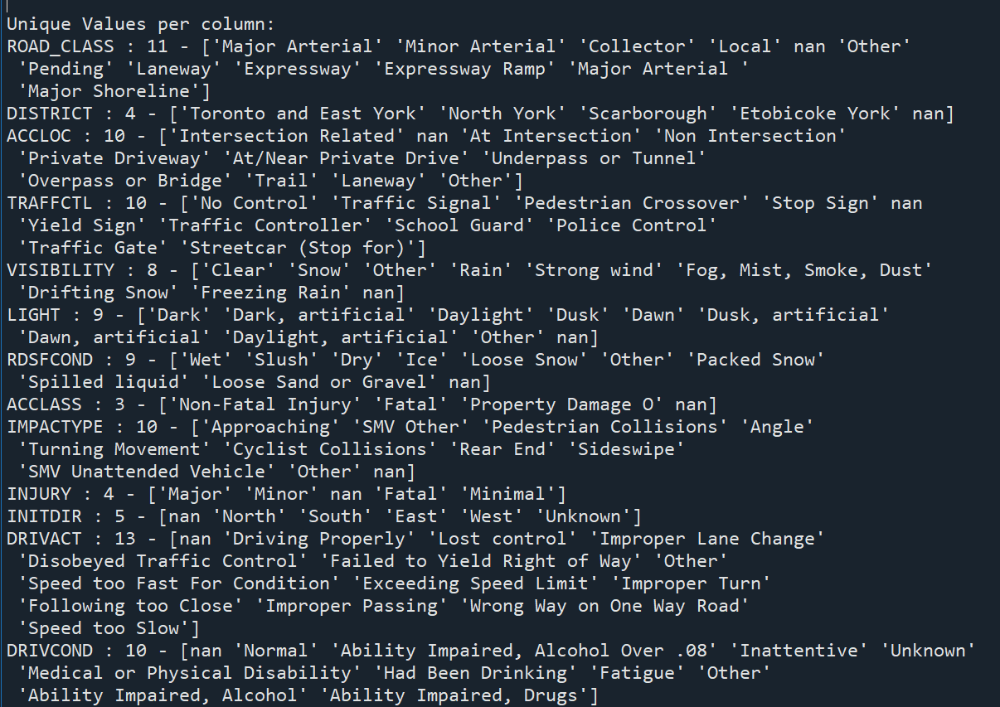 Unique Values per column:
ROAD_CLASS : 11 - ['Major Arterial' 'Minor Arterial' 'Collector' 'Local' nan 'Other'
 'Pending' 'Laneway' 'Expressway' 'Expressway Ramp' 'Major Arterial '
 'Major Shoreline']
DISTRICT : 4 - ['Toronto and East York' 'North York' 'Scarborough' 'Etobicoke York' nan]
ACCLOC : 10 - ['Intersection Related' nan 'At Intersection' 'Non Intersection'
 'Private Driveway' 'At/Near Private Drive' 'Underpass or Tunnel'
 'Overpass or Bridge' 'Trail' 'Laneway' 'Other']
TRAFFCTL : 10 - ['No Control' 'Traffic Signal' 'Pedestrian Crossover' 'Stop Sign' nan
 'Yield Sign' 'Traffic Controller' 'School Guard' 'Police Control'
 'Traffic Gate' 'Streetcar (Stop for)']
VISIBILITY : 8 - ['Clear' 'Snow' 'Other' 'Rain' 'Strong wind' 'Fog, Mist, Smoke, Dust'
 'Drifting Snow' 'Freezing Rain' nan]
LIGHT : 9 - ['Dark' 'Dark, artificial' 'Daylight' 'Dusk' 'Dawn' 'Dusk, artificial'
 'Dawn, artificial' 'Daylight, artificial' 'Other' nan]
RDSFCOND : 9 - ['Wet' 'Slush' 'Dry' 'Ice' 'Loose Snow' 'Other' 'Packed Snow'
 'Spilled liquid' 'Loose Sand or Gravel' nan]
ACCLASS : 3 - ['Non-Fatal Injury' 'Fatal' 'Property Damage O' nan]
IMPACTYPE : 10 - ['Approaching' 'SMV Other' 'Pedestrian Collisions' 'Angle'
 'Turning Movement' 'Cyclist Collisions' 'Rear End' 'Sideswipe'
 'SMV Unattended Vehicle' 'Other' nan]
INJURY : 4 - ['Major' 'Minor' nan 'Fatal' 'Minimal']
INITDIR : 5 - [nan 'North' 'South' 'East' 'West' 'Unknown']
DRIVACT : 13 - [nan 'Driving Properly' 'Lost control' 'Improper Lane Change'
 'Disobeyed Traffic Control' 'Failed to Yield Right of Way' 'Other'
 'Speed too Fast For Condition' 'Exceeding Speed Limit' 'Improper Turn'
 'Following too Close' 'Improper Passing' 'Wrong Way on One Way Road'
 'Speed too Slow']
DRIVCOND : 10 - [nan 'Normal' 'Ability Impaired, Alcohol Over .08' 'Inattentive' 'Unknown'
 'Medical or Physical Disability' 'Had Been Drinking' 'Fatigue' 'Other'
 'Ability Impaired, Alcohol' 'Ability Impaired, Drugs']